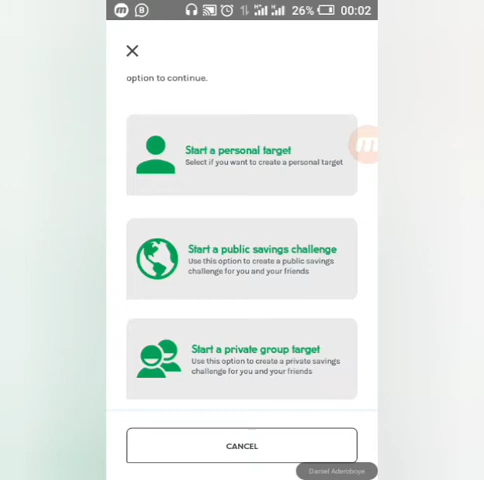 26% 00:02
option to continue.
Start a personal target
Select if you want to create a personal target
Start a public savings challenge
Use this option to create a public savings
challenge for you and your friends
Start a private group target
Use this option to create a private savings
challenge for you and your friends
CANCEL
Daniel Aderoboye